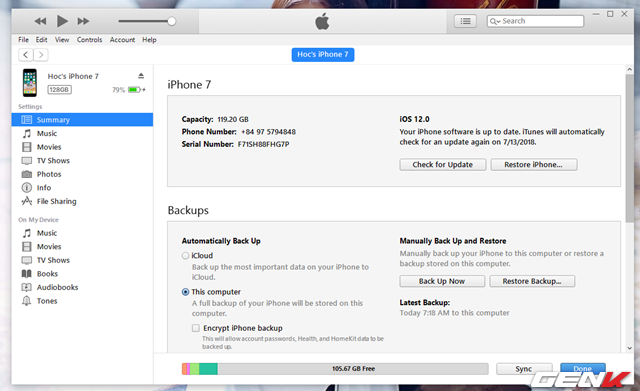 Search
File Edit View Controls Account Help
Hoc's iPhone 7
Hoc's iPhone 7
128GB 79%
Settings
Summary
Music
Movies
TV Shows
Photos
Info
File Sharing
On My Device
Music
Movies
TV Shows
Books
Audiobooks
Tones
iPhone 7
Capacity: 119.20 GB
Phone Number: +84 97 5794848
Serial Number: F71SH88FHG7P
iOS 12.0
Your iPhone software is up to date. iTunes will automatically
check for an update again on 7/13/2018.
Check for Update Restore iPhone...
Backups
Automatically Back Up
iCloud
Back up the most important data on your iPhone to
iCloud.
This computer
A full backup of your iPhone will be stored on
this computer.
Encrypt iPhone backup
This will allow account passwords, Health, and HomeKit data to be
backed up.
Manually Back Up and Restore
Manually back up your iPhone to this computer or restore a
backup stored on this computer.
Back Up Now Restore Backup...
Latest Backup:
Today 7:18 AM to this computer
105.67 GB Free
Sync Done
GENK